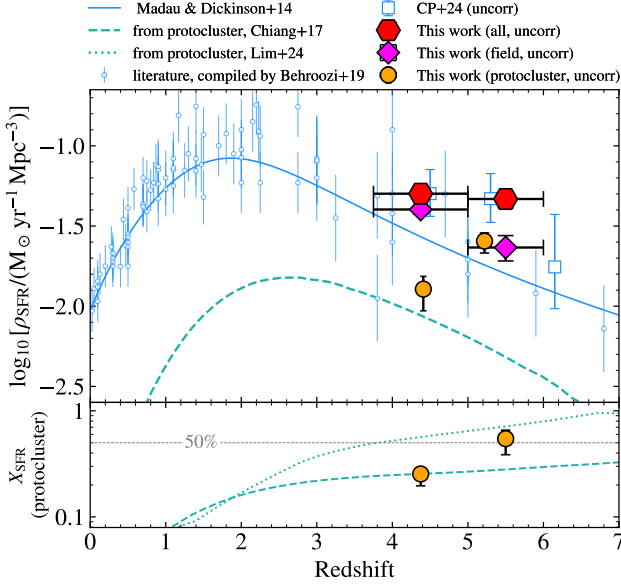 Madau & Dickinson+14
from protocluster, Chiang+17
from protocluster, Lim+24
literature, compiled by Behroozi+19
CP+24 (uncorr)
This work (all, uncorr)
This work (field, uncorr)
This work (protocluster, uncorr)
log₁₀ [ρSFR/(M⊙ yr⁻¹ Mpc⁻³)]
−1.0
−1.5
−2.0
−2.5
XSFR
(protocluster)
1
50%
0.1
0 1 2 3 4 5 6 7
Redshift